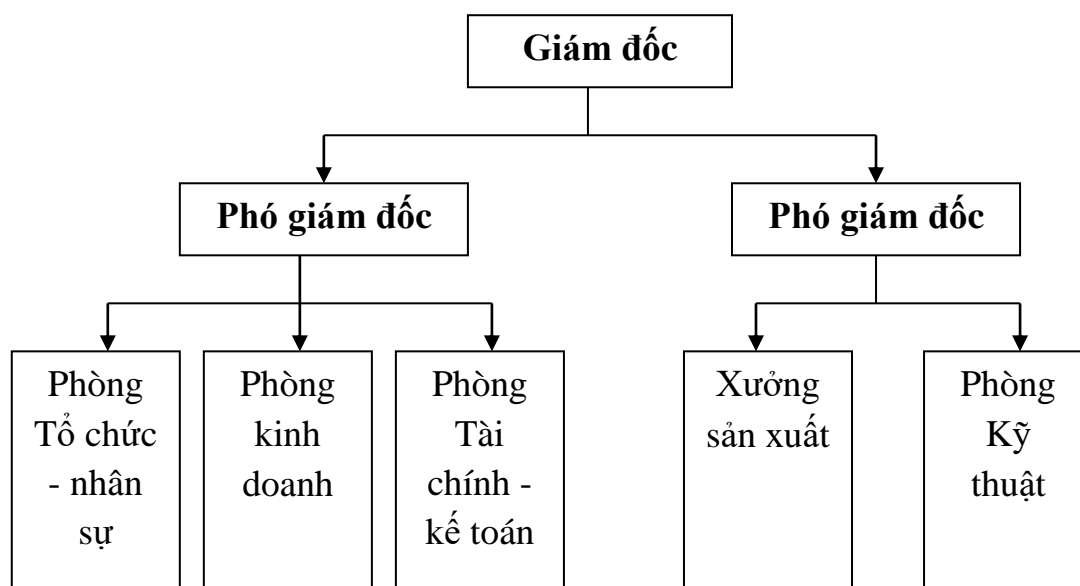 Giám đốc
Phó giám đốc
Phó giám đốc
Phòng
Tổ chức
- nhân
sự
Phòng
kinh
doanh
Phòng
Tài
chính -
kế toán
Xưởng
sản xuất
Phòng
Kỹ
thuật